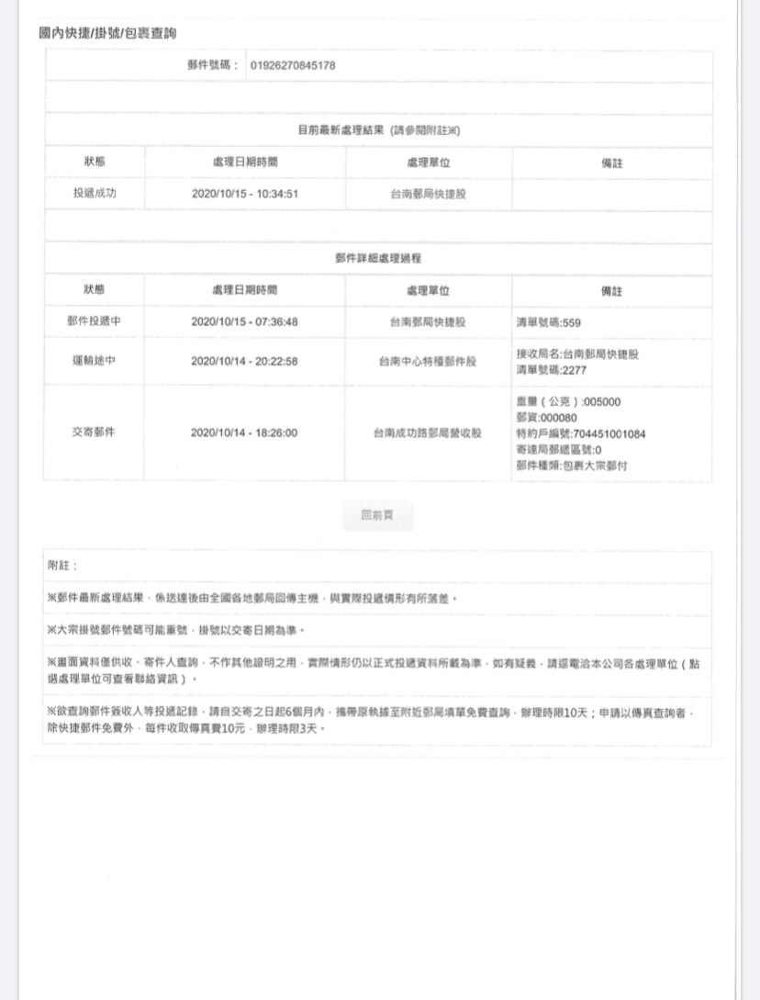 國內快捷/掛號/包裹查詢
郵件號碼： 01926270845178
目前最新處理結果 (請參閱附註※)
狀態 處理日期時間 處理單位 備註
投遞成功 2020/10/15 - 10:34:51 台南郵局快捷股
郵件詳細處理過程
狀態 處理日期時間 處理單位 備註
郵件投遞中 2020/10/15 - 07:36:48 台南郵局快捷股 清單號碼:559
運輸途中 2020/10/14 - 20:22:58 台南中心特種郵件股 接收局名:台南郵局快捷股
清單號碼:2277
交寄郵件 2020/10/14 - 18:26:00 台南成功路郵局營收股 重量（公克）:005000
郵資:000080
特約戶編號:704451001084
寄達局郵遞區號:0
郵件種類:包裹大宗郵付
回前頁
附註：
※郵件最新處理結果，係送達後由全國各地郵局回傳主機，與實際投遞情形有所落差。
※大宗掛號郵件號碼可能重號，掛號以交寄日期為準。
※畫面資料僅供收、寄件人查詢，不作其他證明之用，實際情形仍以正式投遞資料所載為準，如有疑義，請逕電洽本公司各處理單位（點
選處理單位可查看聯絡資訊）。
※欲查詢郵件簽收人等投遞記錄，請自交寄之日起6個月內，攜帶原執據至附近郵局填單免費查詢，辦理時限10天；申請以傳真查詢者，
除快捷郵件免費外，每件收取傳真費10元，辦理時限3天。